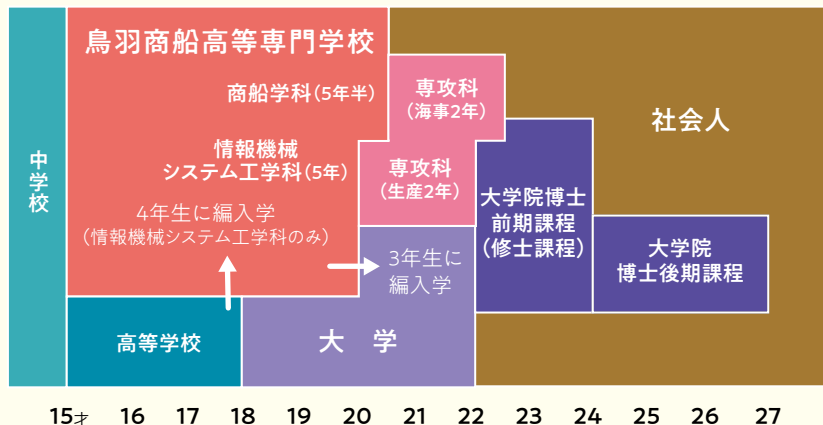 中学校
鳥羽商船高等専門学校
商船学科(5年半)
情報機械
システム工学科(5年)
4年生に編入学
(情報機械システム工学科のみ)
専攻科
(海事2年)
専攻科
(生産2年)
3年生に
編入学
高等学校
大 学
大学院博士
前期課程
(修士課程)
大学院
博士後期課程
社会人
15才 16 17 18 19 20 21 22 23 24 25 26 27